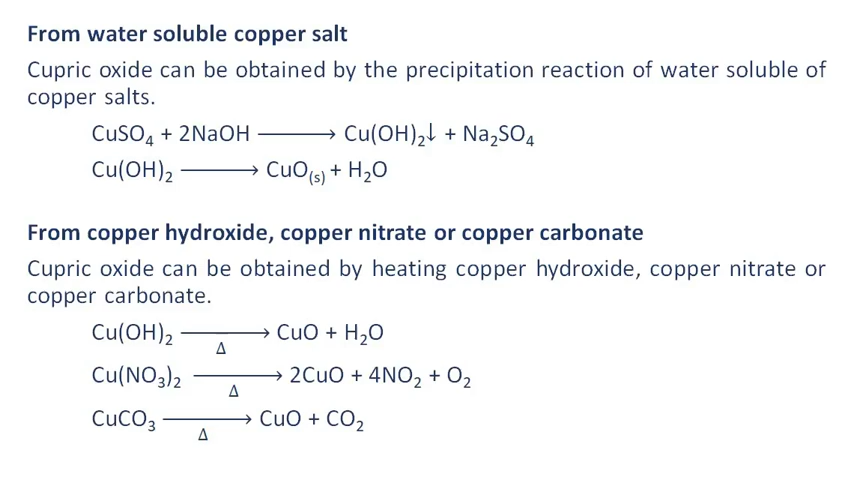 From water soluble copper salt
Cupric oxide can be obtained by the precipitation reaction of water soluble of
copper salts.
CuSO₄ + 2NaOH ⟶ Cu(OH)₂↓ + Na₂SO₄
Cu(OH)₂ ⟶ CuO₍s₎ + H₂O
From copper hydroxide, copper nitrate or copper carbonate
Cupric oxide can be obtained by heating copper hydroxide, copper nitrate or
copper carbonate.
Cu(OH)₂ ⟶ CuO + H₂O
Δ
Cu(NO₃)₂ ⟶ 2CuO + 4NO₂ + O₂
Δ
CuCO₃ ⟶ CuO + CO₂
Δ